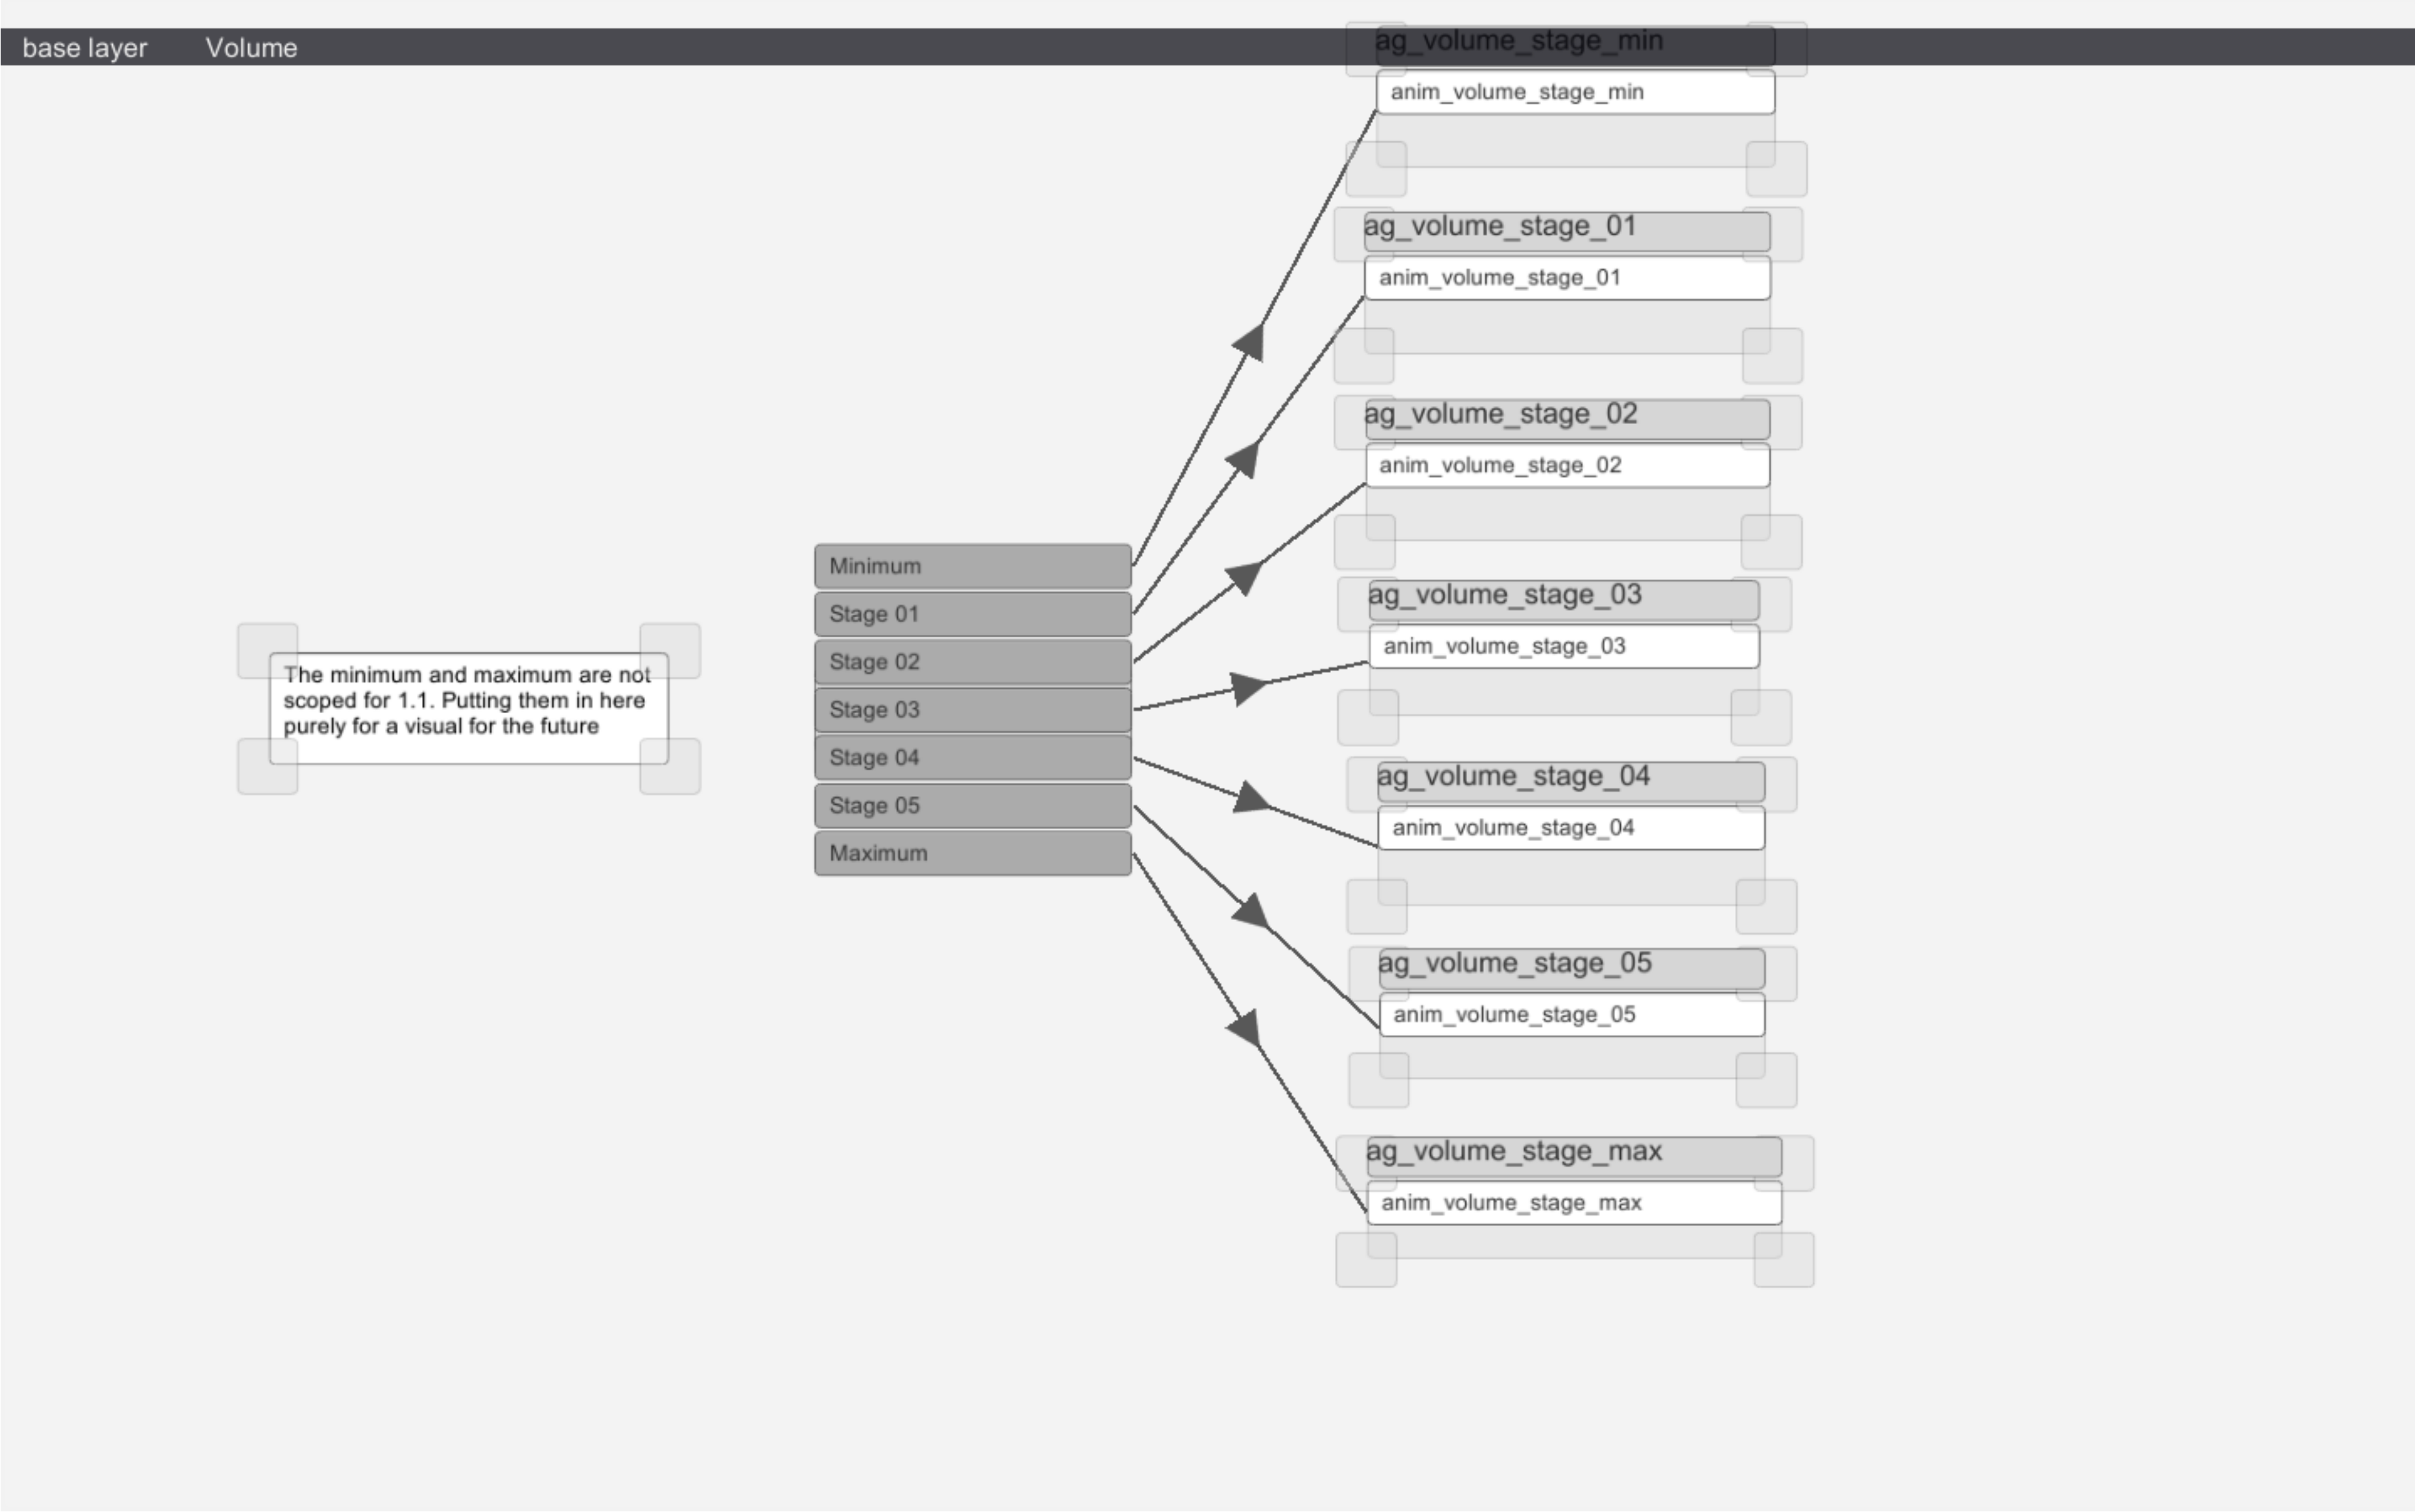 base layer
Volume
ag_volume_stage_min
anim_volume_stage_min
ag_volume_stage_01
anim_volume_stage_01
ag_volume_stage_02
anim_volume_stage_02
ag_volume_stage_03
anim_volume_stage_03
ag_volume_stage_04
anim_volume_stage_04
ag_volume_stage_05
anim_volume_stage_05
ag_volume_stage_max
anim_volume_stage_max
Minimum
Stage 01
Stage 02
Stage 03
Stage 04
Stage 05
Maximum
The minimum and maximum are not
scoped for 1.1. Putting them in here
purely for a visual for the future